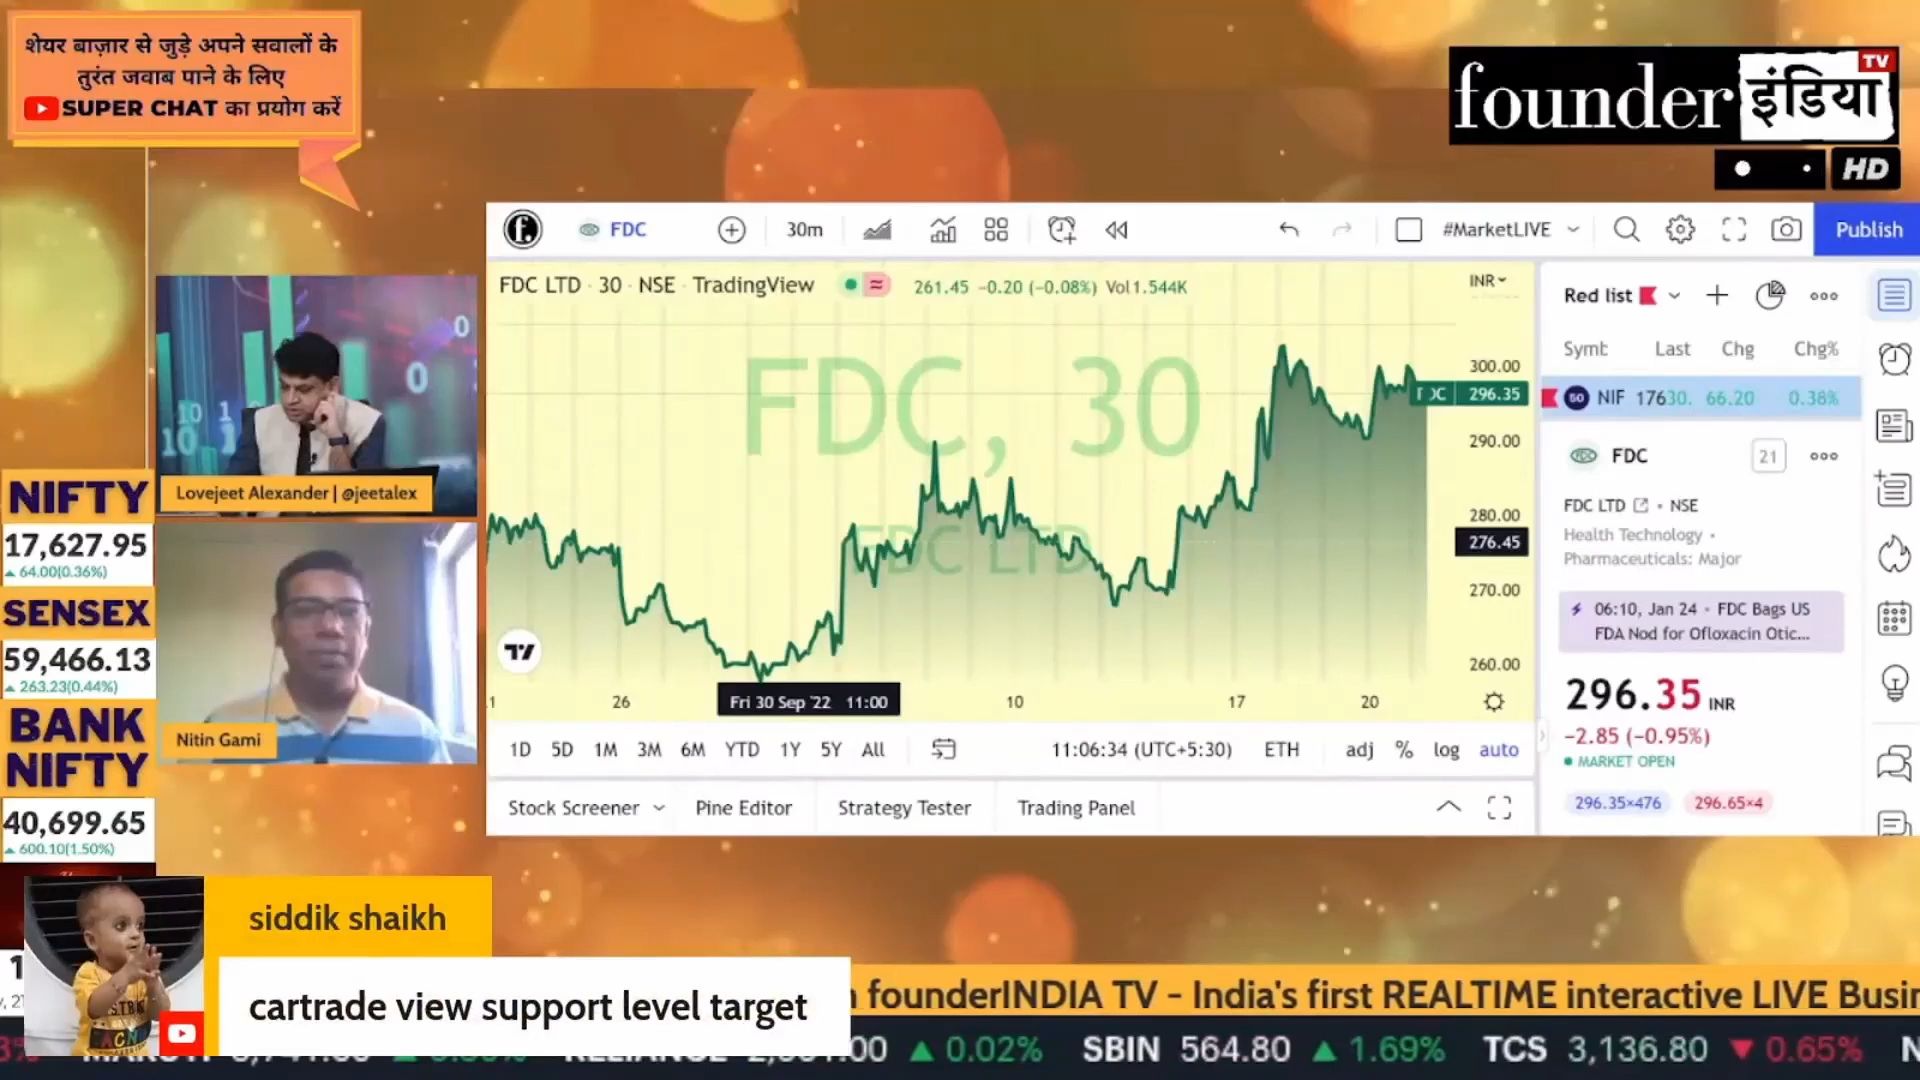 शेयर बाज़ार से जुड़े अपने सवालों के
तुरंत जवाब पाने के लिए
SUPER CHAT का प्रयोग करें
founder इंडिया TV
HD
FDC 30m #MarketLIVE Publish
FDC LTD · 30 · NSE · TradingView 261.45 -0.20 (-0.08%) Vol 1.544K INR
FDC, 30
FDC LTD
300.00
296.35
290.00
280.00
276.45
270.00
260.00
26 Fri 30 Sep '22 11:00 10 17 20
1D 5D 1M 3M 6M YTD 1Y 5Y All 11:06:34 (UTC+5:30) ETH adj % log auto
Stock Screener Pine Editor Strategy Tester Trading Panel
Red list
Last Chg Chg%
50 NIF 17630. 66.20 0.38%
FDC 21
FDC LTD • NSE
Health Technology •
Pharmaceuticals: Major
06:10, Jan 24 • FDC Bags US
FDA Nod for Ofloxacin Otic...
296.35 INR
−2.85 (−0.95%)
MARKET OPEN
296.35×476 296.65×4
Lovejeet Alexander | @jeetalex
Nitin Gami
NIFTY
17,627.95
64.00(0.36%)
SENSEX
59,466.13
263.23(0.44%)
BANK
NIFTY
40,699.65
600.10(1.50%)
siddik shaikh
cartrade view support level target
founderINDIA TV - India's first REALTIME interactive LIVE
0.02% SBIN 564.80 1.69% TCS 3,136.80 0.65%